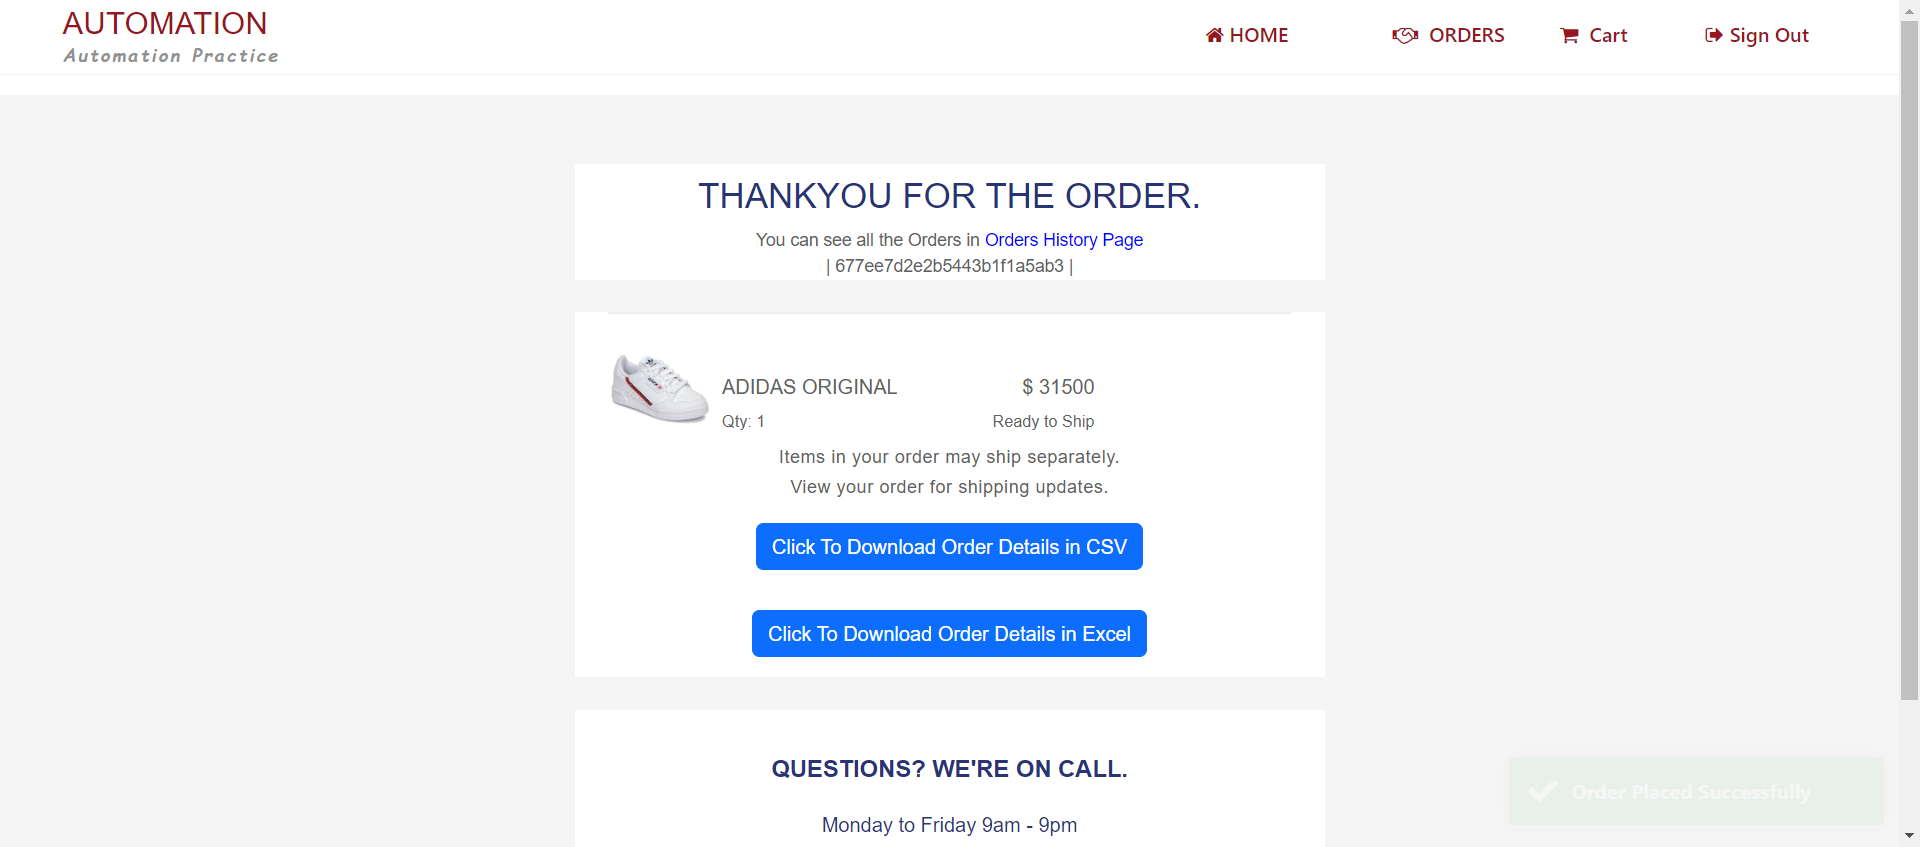 AUTOMATION
Automation Practice
HOME
ORDERS
Cart
Sign Out
THANKYOU FOR THE ORDER.
You can see all the Orders in Orders History Page
| 677ee7d2e2b5443b1f1a5ab3 |
ADIDAS ORIGINAL
$ 31500
Qty: 1
Ready to Ship
Items in your order may ship separately.
View your order for shipping updates.
Click To Download Order Details in CSV
Click To Download Order Details in Excel
QUESTIONS? WE'RE ON CALL.
Monday to Friday 9am - 9pm
Order Placed Successfully